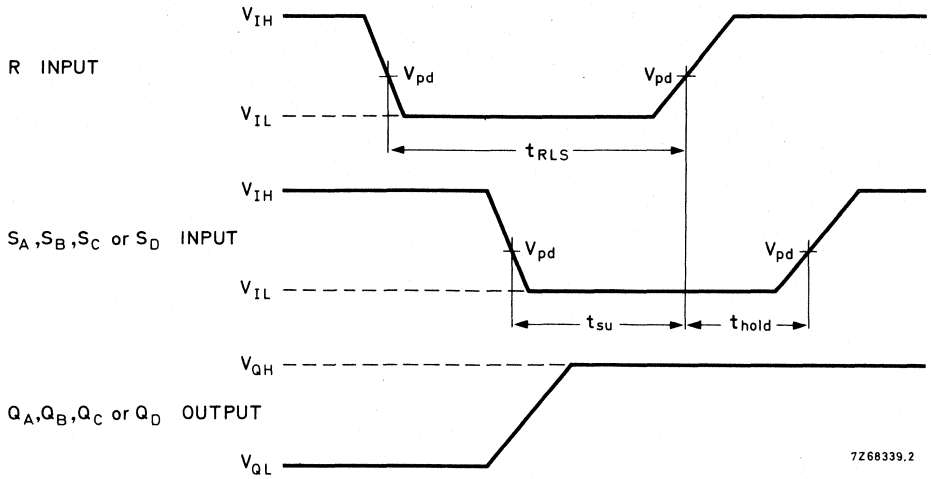 V_IH
R INPUT
V_pd V_pd
V_IL
t_RLS
V_IH
S_A,S_B,S_C or S_D INPUT
V_pd V_pd
V_IL
t_su t_hold
V_QH
Q_A,Q_B,Q_C or Q_D OUTPUT
V_QL
7Z68339.2